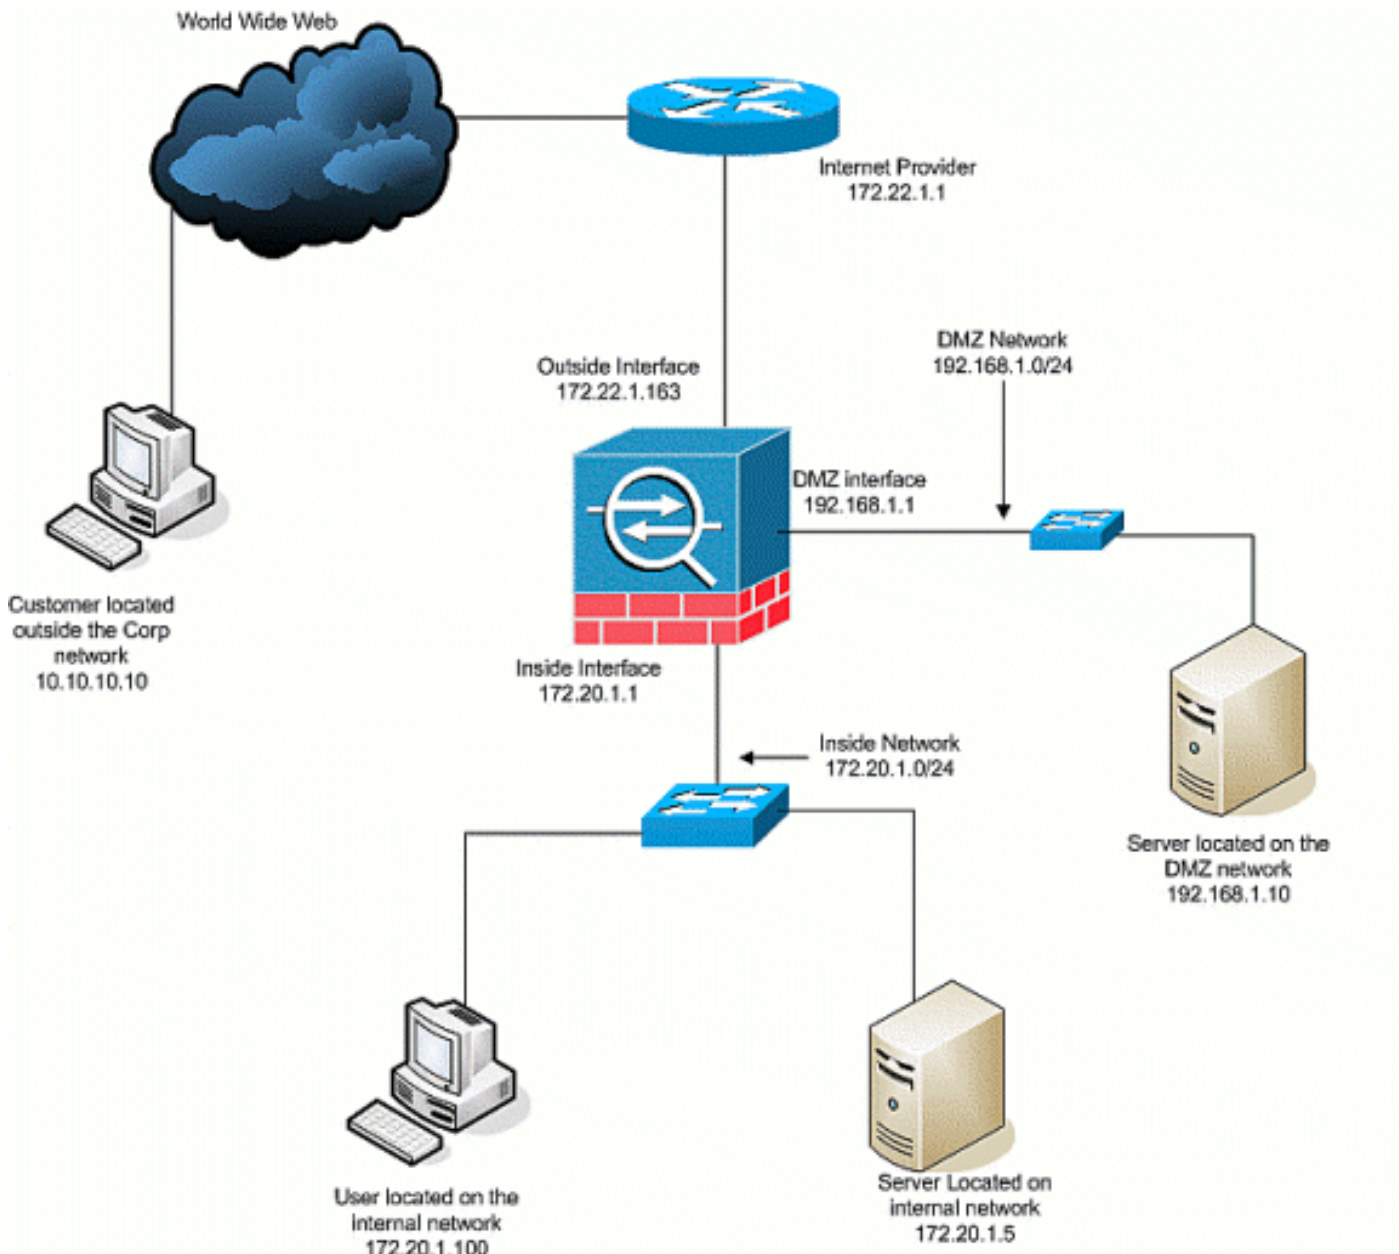 World Wide Web
Internet Provider
172.22.1.1
DMZ Network
192.168.1.0/24
Outside Interface
172.22.1.163
DMZ interface
192.168.1.1
Customer located
outside the Corp
network
10.10.10.10
Inside Interface
172.20.1.1
Inside Network
172.20.1.0/24
Server located on the
DMZ network
192.168.1.10
User located on the
internal network
172.20.1.100
Server Located on
internal network
172.20.1.5